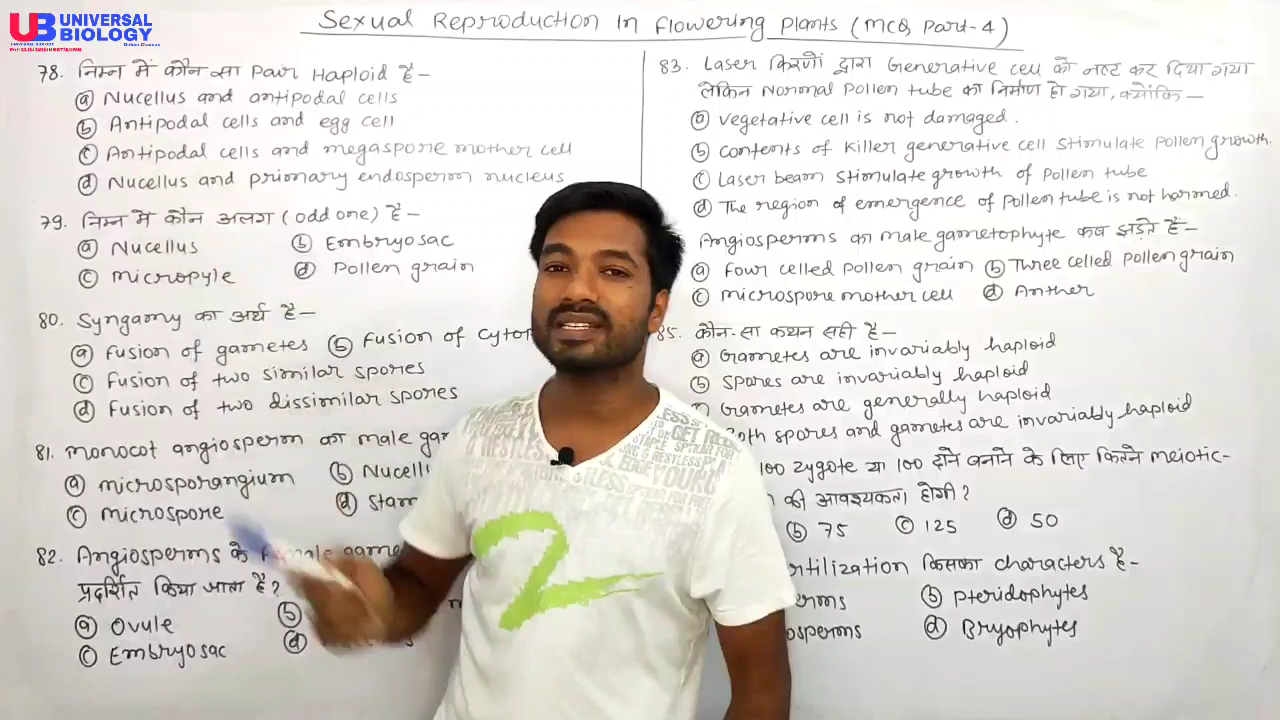 UB UNIVERSAL BIOLOGY
UNIVERSAL BIOLOGY Online Classes
Sexual Reproduction In Flowering Plants (MCQ Part-4)
78. निम्न में कौन सा Pair Haploid है-
(a) Nucellus and antipodal cells
(b) Antipodal cells and egg cell
(c) Antipodal cells and megaspore mother cell
(d) Nucellus and primary endosperm nucleus
79. निम्न में कौन अलग (odd one) है-
(a) Nucellus (b) Embryosac
(c) micropyle (d) Pollen grain
80. Syngamy का अर्थ है-
(a) Fusion of gametes (b) Fusion of
(c) Fusion of two similar spores
(d) Fusion of two dissimilar spores
81. monocot angiosperm का male
(a) microsporangium (b)
(c) microspore (d)
82. Angiosperms के Female
प्रदर्शित किया जाता है?
(a) Ovule (b)
(c) Embryosac (d)
83. Laser किरणों द्वारा Generative cell को नष्ट कर दिया गया
लेकिन Normal Pollen tube का निर्माण हो गया, क्योंकि -
(a) vegetative cell is not damaged.
(b) contents of Killer generative cell stimulate pollen growth.
(c) Laser beam stimulate growth of pollen tube
(d) The region of emergence of pollen tube is not harmed.
Angiosperms का male gametophyte कब झड़ते हैं-
(a) Four celled pollen grain (b) Three celled pollen grain
(c) microspore mother cell (d) Anther
85. कौन-सा कथन सही है-
(a) Gametes are invariably haploid
(b) Spores are invariably haploid
Gametes are generally haploid
Both spores and gametes are invariably haploid
100 zygote या 100 दाने बनाने के लिए कितने meiotic-
की आवश्यकता होगी?
(b) 75 (c) 125 (d) 50
किसका characters है-
(b) Pteridophytes
(d) Bryophytes
STRESS
2